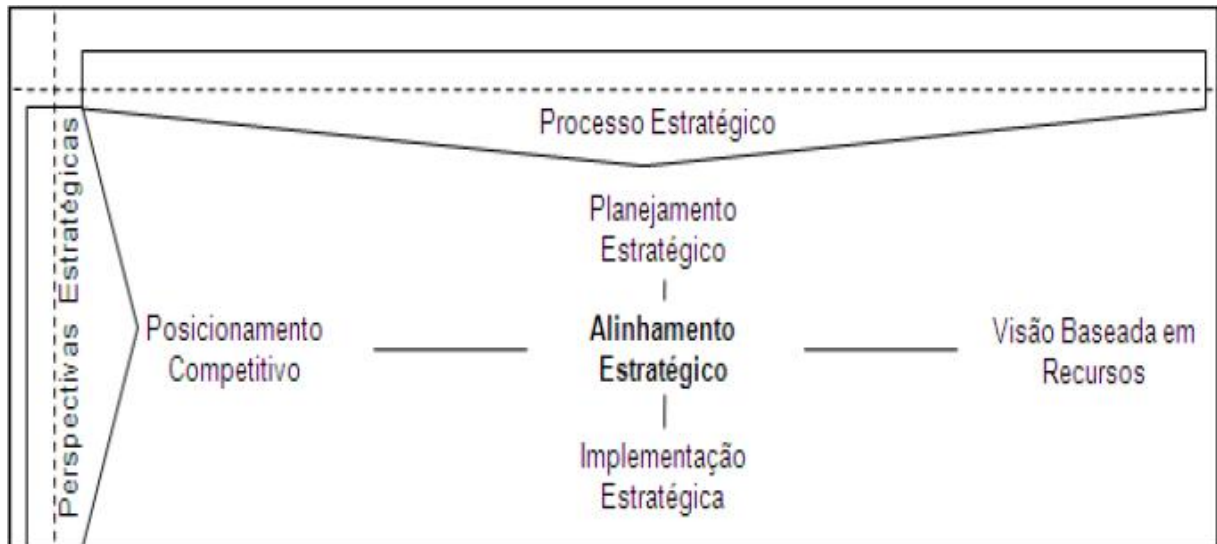 Processo Estratégico
Perspectivas Estratégicas
Planejamento
Estratégico
Posicionamento
Competitivo
Alinhamento
Estratégico
Visão Baseada em
Recursos
Implementação
Estratégica